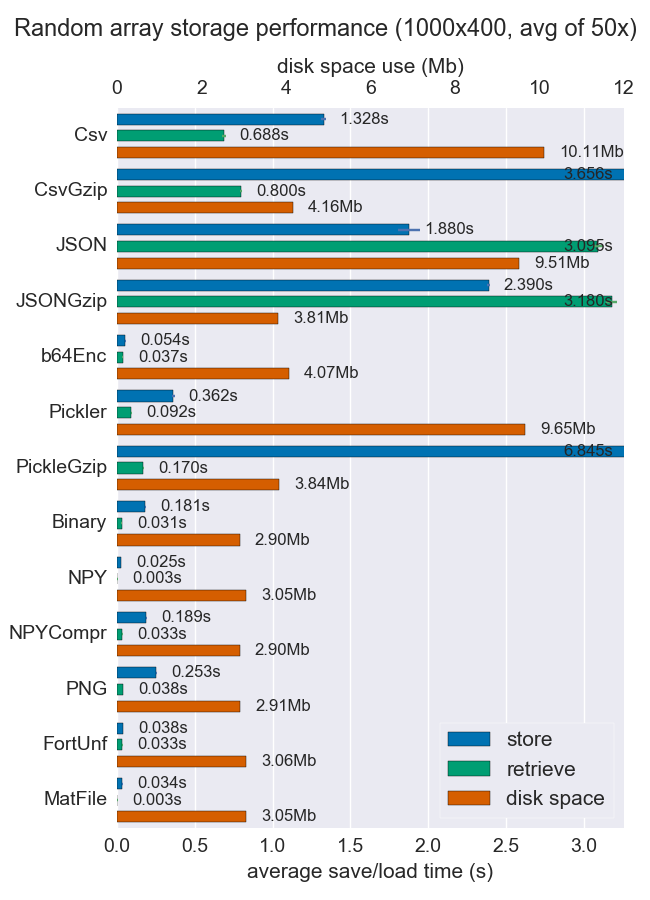 Random array storage performance (1000x400, avg of 50x)
disk space use (Mb)
0 2 4 6 8 10 12
Csv
1.328s
0.688s
10.11Mb
CsvGzip
3.656s
0.800s
4.16Mb
JSON
1.880s
3.095s
9.51Mb
JSONGzip
2.390s
3.180s
3.81Mb
b64Enc
0.054s
0.037s
4.07Mb
Pickler
0.362s
0.092s
9.65Mb
PickleGzip
6.845s
0.170s
3.84Mb
Binary
0.181s
0.031s
2.90Mb
NPY
0.025s
0.003s
3.05Mb
NPYCompr
0.189s
0.033s
2.90Mb
PNG
0.253s
0.038s
2.91Mb
FortUnf
0.038s
0.033s
3.06Mb
MatFile
0.034s
0.003s
3.05Mb
store
retrieve
disk space
0.0 0.5 1.0 1.5 2.0 2.5 3.0
average save/load time (s)